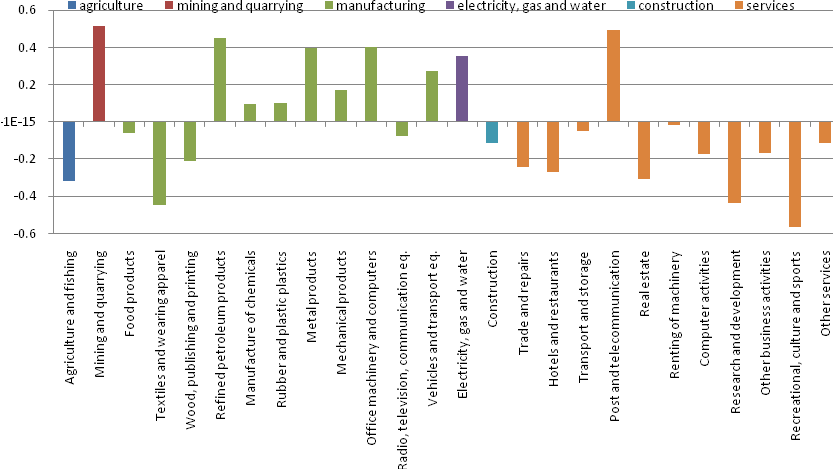 0.6
agriculture
mining and quarrying
manufacturing
electricity, gas and water
construction
services
0.4
0.2
-1E-15
-0.2
-0.4
-0.6
Agriculture and fishing
Mining and quarrying
Food products
Textiles and wearing apparel
Wood, publishing and printing
Refined petroleum products
Manufacture of chemicals
Rubber and plastic plastics
Metal products
Mechanical products
Office machinery and computers
Radio, television, communication eq.
Vehicles and transport eq.
Electricity, gas and water
Construction
Trade and repairs
Hotels and restaurants
Transport and storage
Post and telecommunication
Real estate
Renting of machinery
Computer activities
Research and development
Other business activities
Recreational, culture and sports
Other services